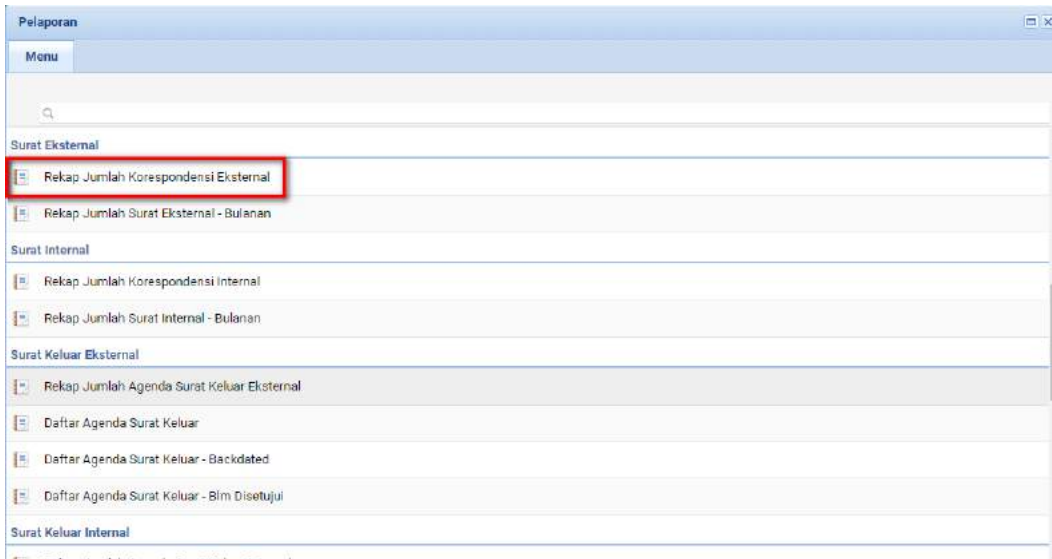 Pelaporan
Menu
Surat Eksternal
Rekap Jumlah Korespondensi Eksternal
Rekap Jumlah Surat Eksternal - Bulanan
Surat Internal
Rekap Jumlah Korespondensi Internal
Rekap Jumlah Surat Internal - Bulanan
Surat Keluar Eksternal
Rekap Jumlah Agenda Surat Keluar Eksternal
Daftar Agenda Surat Keluar
Daftar Agenda Surat Keluar - Backdated
Daftar Agenda Surat Keluar - Blm Disetujui
Surat Keluar Internal